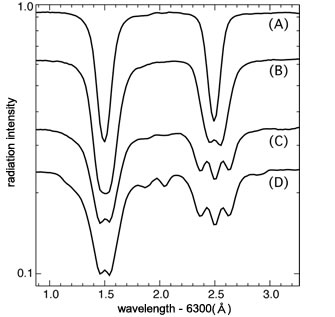 1.0
(A)
(B)
(C)
(D)
0.1
radiation intensity
1.0
1.5
2.0
2.5
3.0
wavelength - 6300(Å)